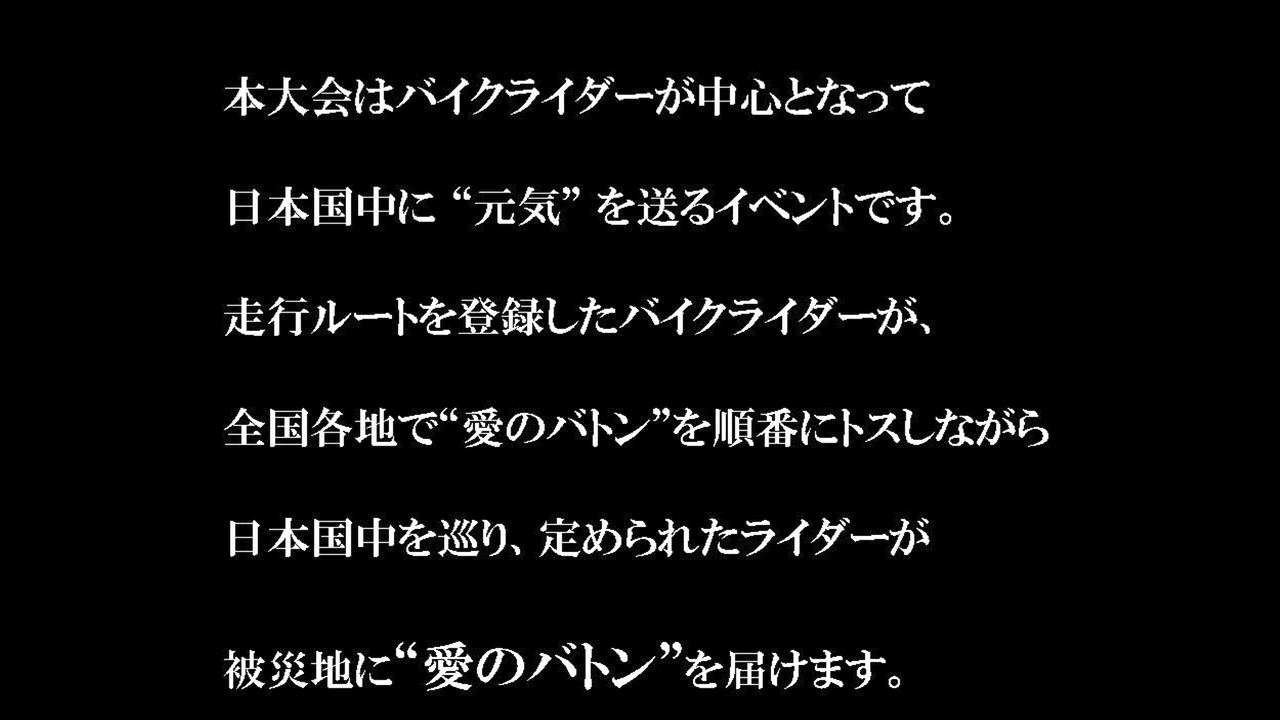 本大会はバイクライダーが中心となって
日本国中に “元気” を送るイベントです。
走行ルートを登録したバイクライダーが、
全国各地で“愛のバトン”を順番にトスしながら
日本国中を巡り、定められたライダーが
被災地に“愛のバトン”を届けます。